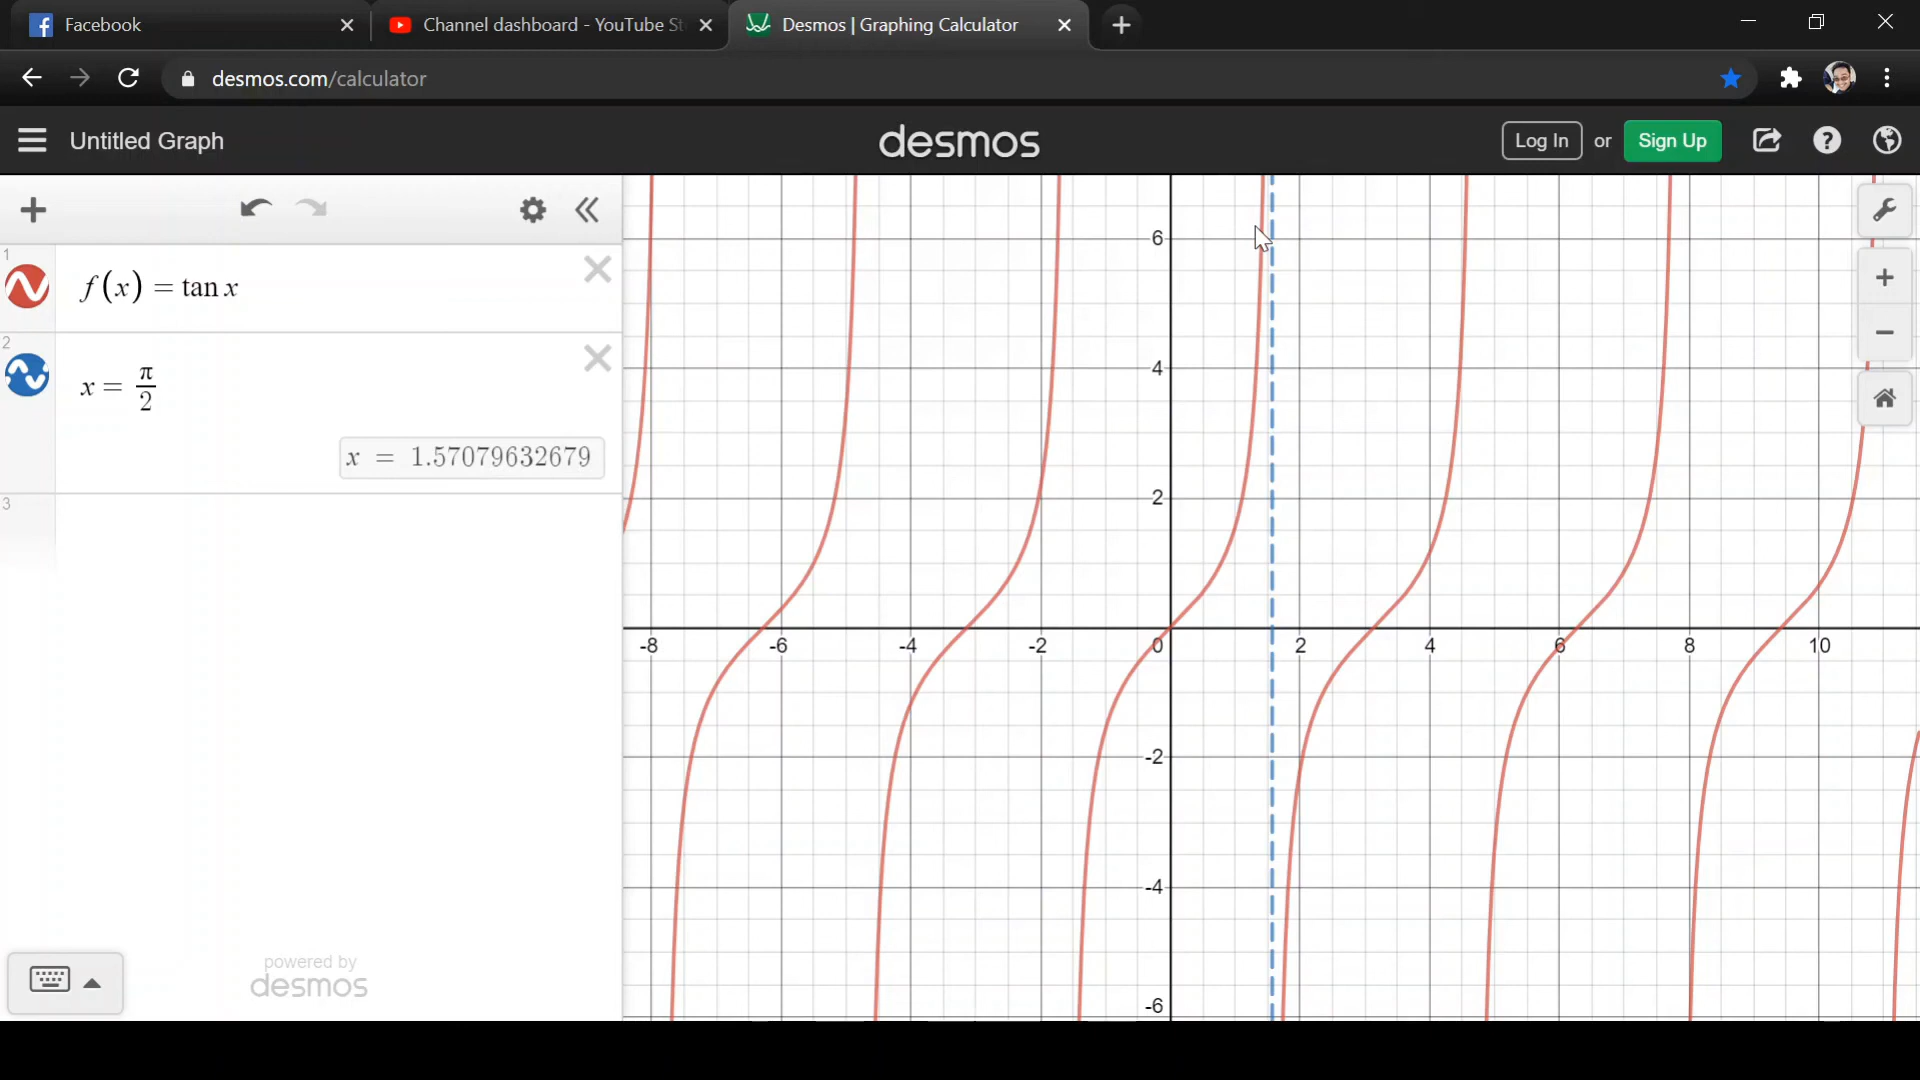 Facebook
Channel dashboard - YouTube St
Desmos | Graphing Calculator
desmos.com/calculator
Untitled Graph
desmos
Log In or Sign Up
1
f(x) = tan x
2
x = π/2
x = 1.57079632679
3
powered by
desmos
6
4
2
-8 -6 -4 -2 0 2 4 6 8 10
-2
-4
-6